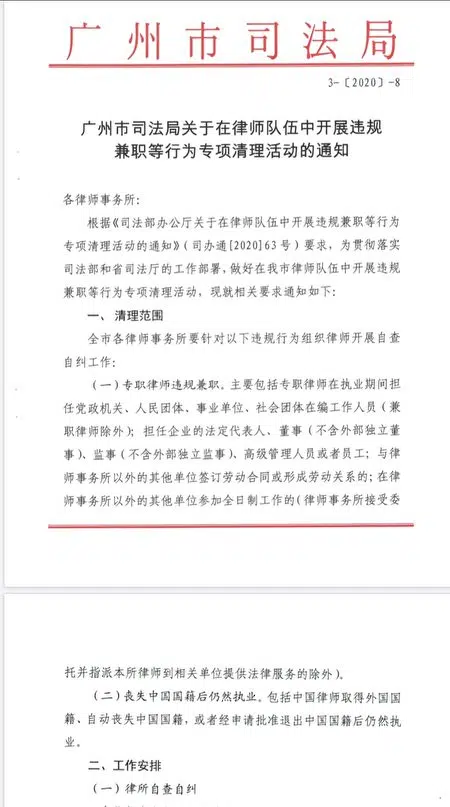 广州市司法局
3-〔2020〕-8
广州市司法局关于在律师队伍中开展违规
兼职等行为专项清理活动的通知
各律师事务所：
根据《司法部办公厅关于在律师队伍中开展违规兼职等行为
专项清理活动的通知》（司办通[2020]63号）要求，为贯彻落实
司法部和省司法厅的工作部署，做好在我市律师队伍中开展违规
兼职等行为专项清理活动，现就相关要求通知如下：
一、清理范围
全市各律师事务所要针对以下违规行为组织律师开展自查
自纠工作：
（一）专职律师违规兼职。主要包括专职律师在执业期间担
任党政机关、人民团体、事业单位、社会团体在编工作人员（兼
职律师除外）；担任企业的法定代表人、董事（不含外部独立董
事）、监事（不含外部独立监事）、高级管理人员或者员工；与律
师事务所以外的其他单位签订劳动合同或形成劳动关系的；在律
师事务所以外的其他单位参加全日制工作的（律师事务所接受委
托并指派本所律师到相关单位提供法律服务的除外）。
（二）丧失中国国籍后仍然执业。包括中国律师取得外国国
籍、自动丧失中国国籍，或者经申请批准退出中国国籍后仍然执
业。
二、工作安排
（一）律所自查自纠